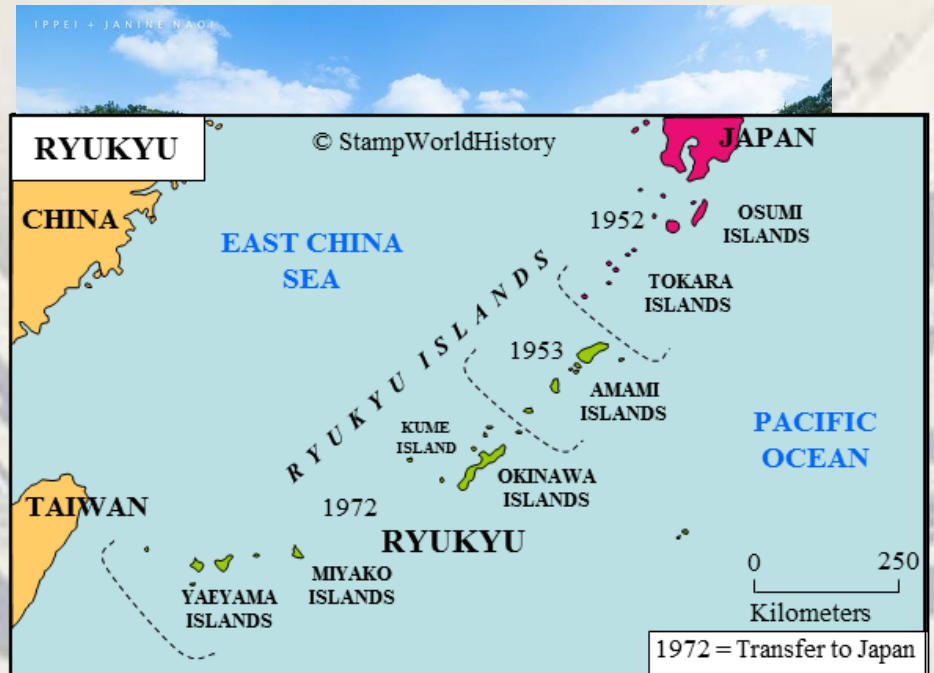 IPPEI + JANINE NAOI
RYUKYU
© StampWorldHistory
JAPAN
CHINA
1952
OSUMI
ISLANDS
EAST CHINA
SEA
TOKARA
ISLANDS
RYUKYU ISLANDS
1953
AMAMI
ISLANDS
KUME
ISLAND
PACIFIC
OCEAN
OKINAWA
ISLANDS
TAIWAN
1972
RYUKYU
0 250
Kilometers
MIYAKO
ISLANDS
YAEYAMA
ISLANDS
1972 = Transfer to Japan